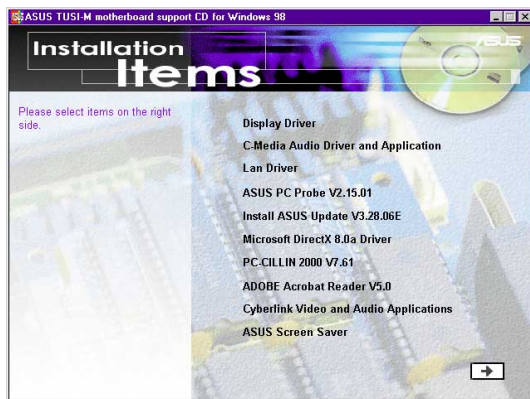 ASUS TUSI-M motherboard support CD for Windows 98
ASUS
Installation
Items
Please select items on the right
side.
Display Driver
C-Media Audio Driver and Application
Lan Driver
ASUS PC Probe V2.15.01
Install ASUS Update V3.28.06E
Microsoft DirectX 8.0a Driver
PC-CILLIN 2000 V7.61
ADOBE Acrobat Reader V5.0
Cyberlink Video and Audio Applications
ASUS Screen Saver